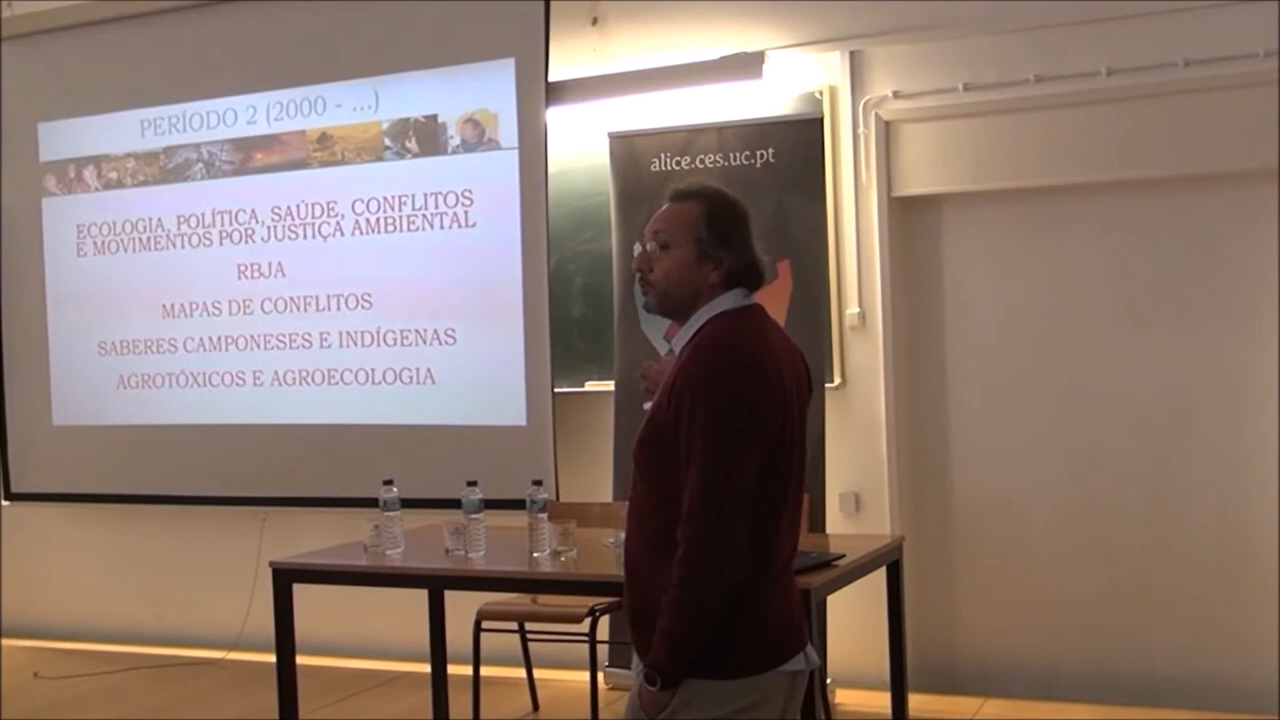 PERÍODO 2 (2000 - ...)
ECOLOGIA, POLÍTICA, SAÚDE, CONFLITOS
E MOVIMENTOS POR JUSTIÇA AMBIENTAL
RBJA
MAPAS DE CONFLITOS
SABERES CAMPONESES E INDÍGENAS
AGROTÓXICOS E AGROECOLOGIA
alice.ces.uc.pt